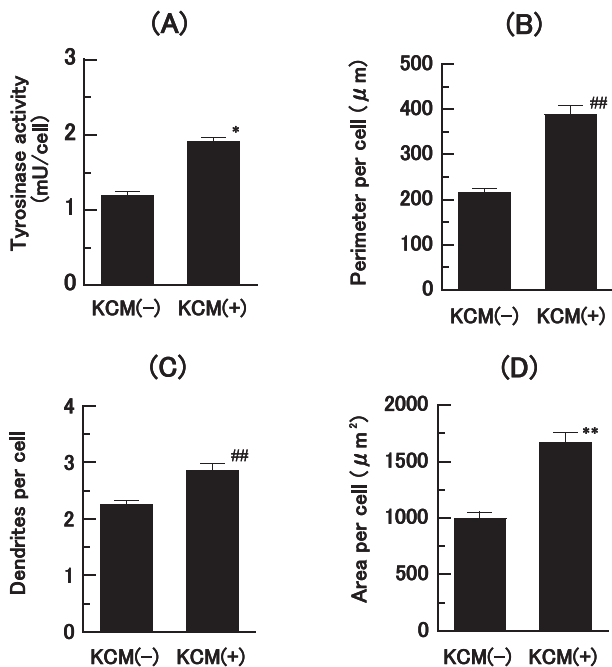 (A)
Tyrosinase activity
(mU/cell)
3
2
1
0
*
KCM(−) KCM(+)
(B)
Perimeter per cell (μm)
500
400
300
200
100
0
##
KCM(−) KCM(+)
(C)
Dendrites per cell
4
3
2
1
0
##
KCM(−) KCM(+)
(D)
Area per cell (μm²)
2000
1500
1000
500
0
**
KCM(−) KCM(+)